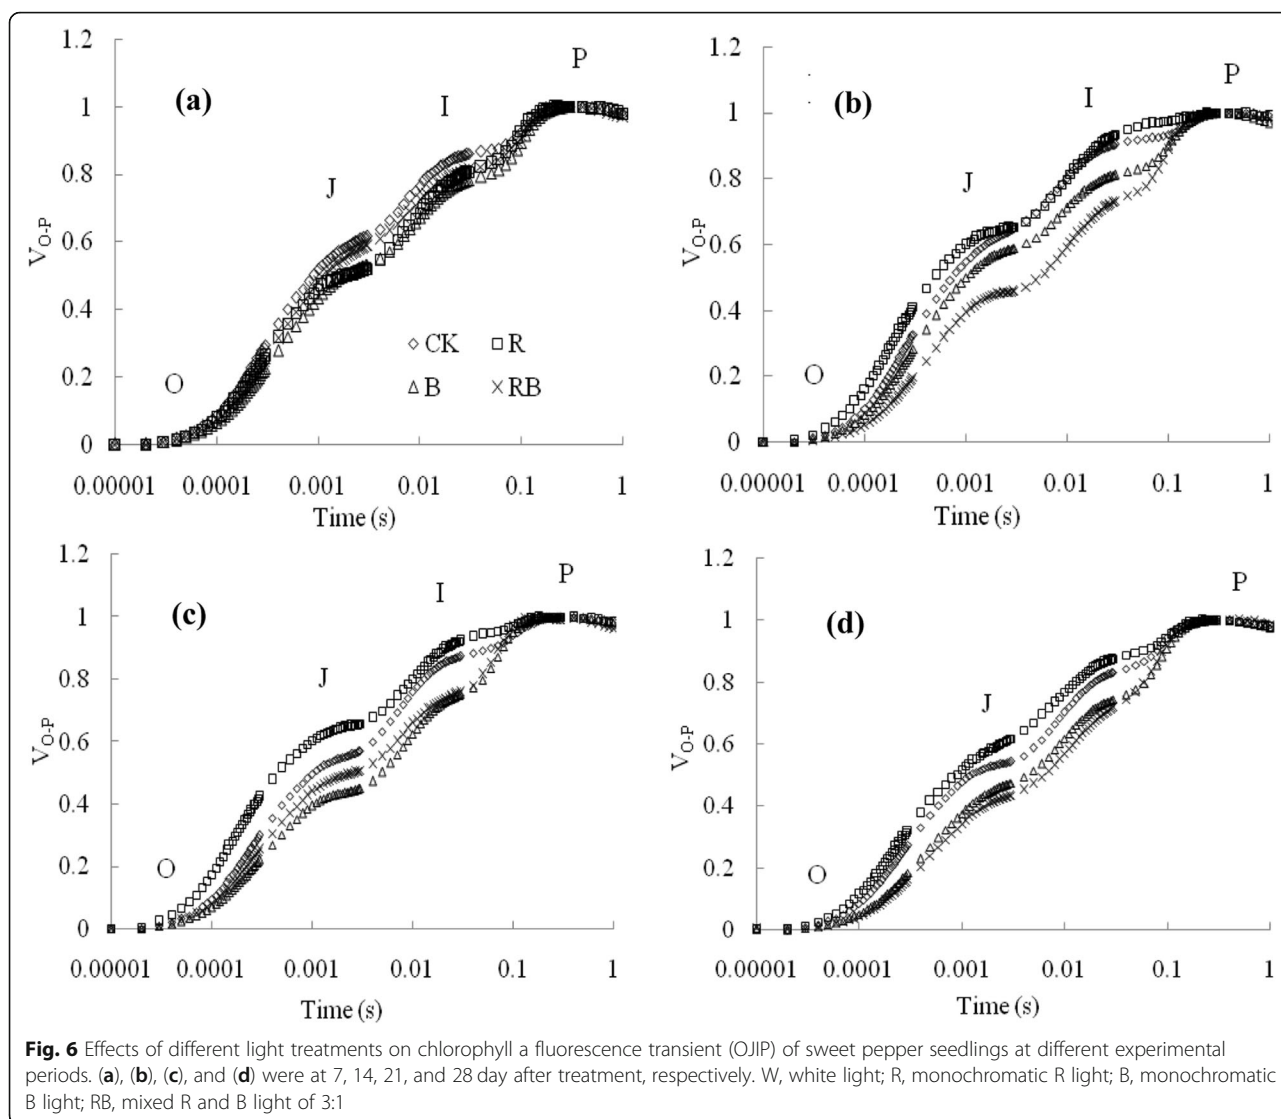 1.2
1
0.8
0.6
0.4
0.2
0
V_O-P
(a)
O
J
I
P
◇ CK □ R
△ B × RB
0.00001 0.0001 0.001 0.01 0.1 1
Time (s)
1.2
1
0.8
0.6
0.4
0.2
0
V_O-P
(b)
O
J
I
P
0.00001 0.0001 0.001 0.01 0.1 1
Time (s)
1.2
1
0.8
0.6
0.4
0.2
0
V_O-P
(c)
O
J
I
P
0.00001 0.0001 0.001 0.01 0.1 1
Time (s)
1.2
1
0.8
0.6
0.4
0.2
0
V_O-P
(d)
O
J
P
0.00001 0.0001 0.001 0.01 0.1 1
Time (s)
Fig. 6 Effects of different light treatments on chlorophyll a fluorescence transient (OJIP) of sweet pepper seedlings at different experimental
periods. (a), (b), (c), and (d) were at 7, 14, 21, and 28 day after treatment, respectively. W, white light; R, monochromatic R light; B, monochromatic
B light; RB, mixed R and B light of 3:1